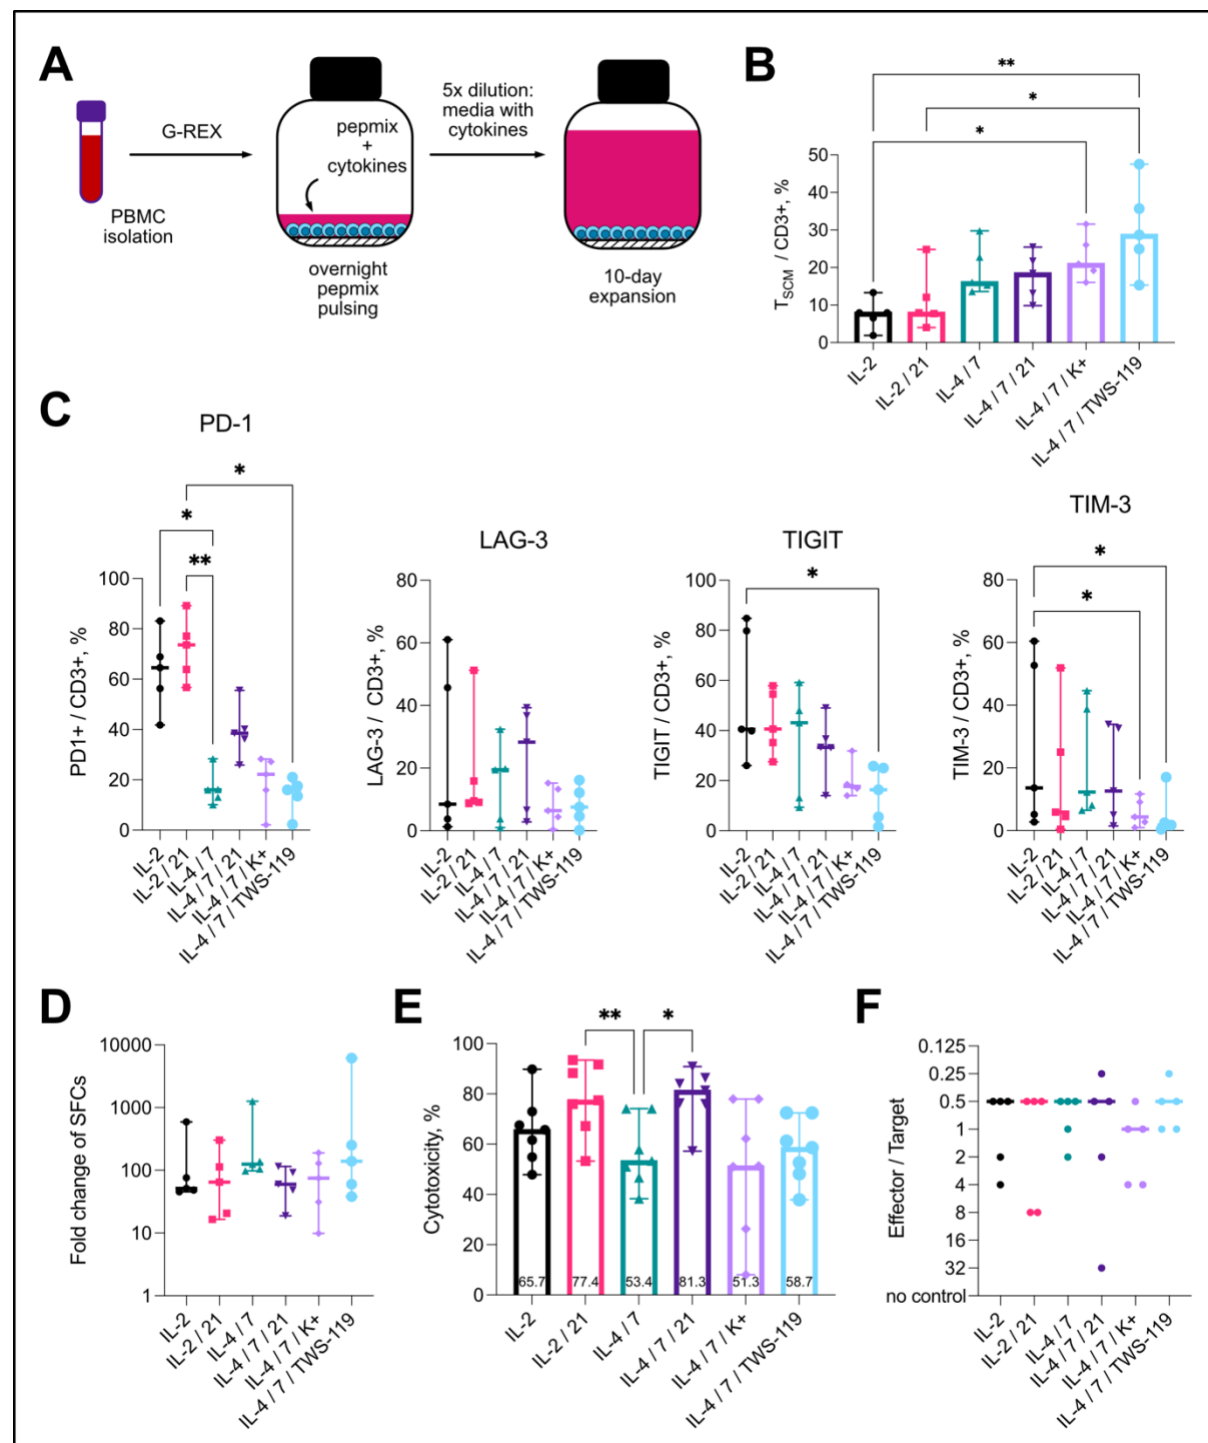 A
G-REX
PBMC
isolation
pepmix
+
cytokines
overnight
pepmix
pulsing
5x dilution:
media with
cytokines
10-day
expansion
B
**
*
*
T_SCM / CD3+, %
50
40
30
20
10
0
IL-2
IL-2 / 21
IL-4 / 7
IL-4 / 7 / 21
IL-4 / 7 / K+
IL-4 / 7 / TWS-119
C
PD-1
*
*
**
PD1+ / CD3+, %
100
80
60
40
20
0
IL-2
IL-2 / 21
IL-4 / 7
IL-4 / 7 / 21
IL-4 / 7 / K+
IL-4 / 7 / TWS-119
LAG-3
LAG-3 / CD3+, %
80
60
40
20
0
IL-2
IL-2 / 21
IL-4 / 7
IL-4 / 7 / 21
IL-4 / 7 / K+
IL-4 / 7 / TWS-119
TIGIT
*
TIGIT / CD3+, %
100
80
60
40
20
0
IL-2
IL-2 / 21
IL-4 / 7
IL-4 / 7 / 21
IL-4 / 7 / K+
IL-4 / 7 / TWS-119
TIM-3
*
*
TIM-3 / CD3+, %
80
60
40
20
0
IL-2
IL-2 / 21
IL-4 / 7
IL-4 / 7 / 21
IL-4 / 7 / K+
IL-4 / 7 / TWS-119
D
Fold change of SFCs
10000
1000
100
10
1
IL-2
IL-2 / 21
IL-4 / 7
IL-4 / 7 / 21
IL-4 / 7 / K+
IL-4 / 7 / TWS-119
E
**
*
Cytotoxicity, %
100
80
60
40
20
0
65.7
77.4
53.4
81.3
51.3
58.7
IL-2
IL-2 / 21
IL-4 / 7
IL-4 / 7 / 21
IL-4 / 7 / K+
IL-4 / 7 / TWS-119
F
Effector / Target
0.125
0.25
0.5
1
2
4
8
16
32
no control
IL-2
IL-2 / 21
IL-4 / 7
IL-4 / 7 / 21
IL-4 / 7 / K+
IL-4 / 7 / TWS-119